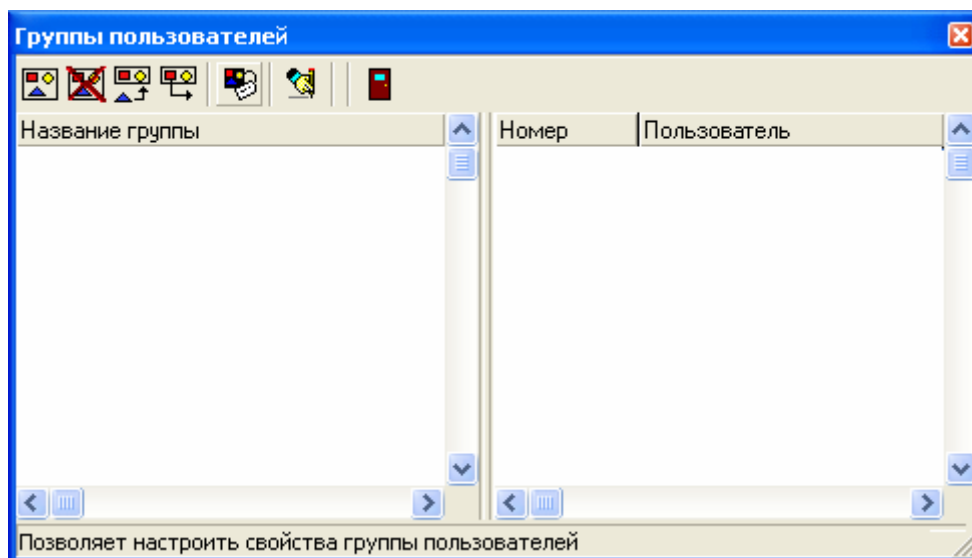 Группы пользователей
Название группы
Номер Пользователь
Позволяет настроить свойства группы пользователей